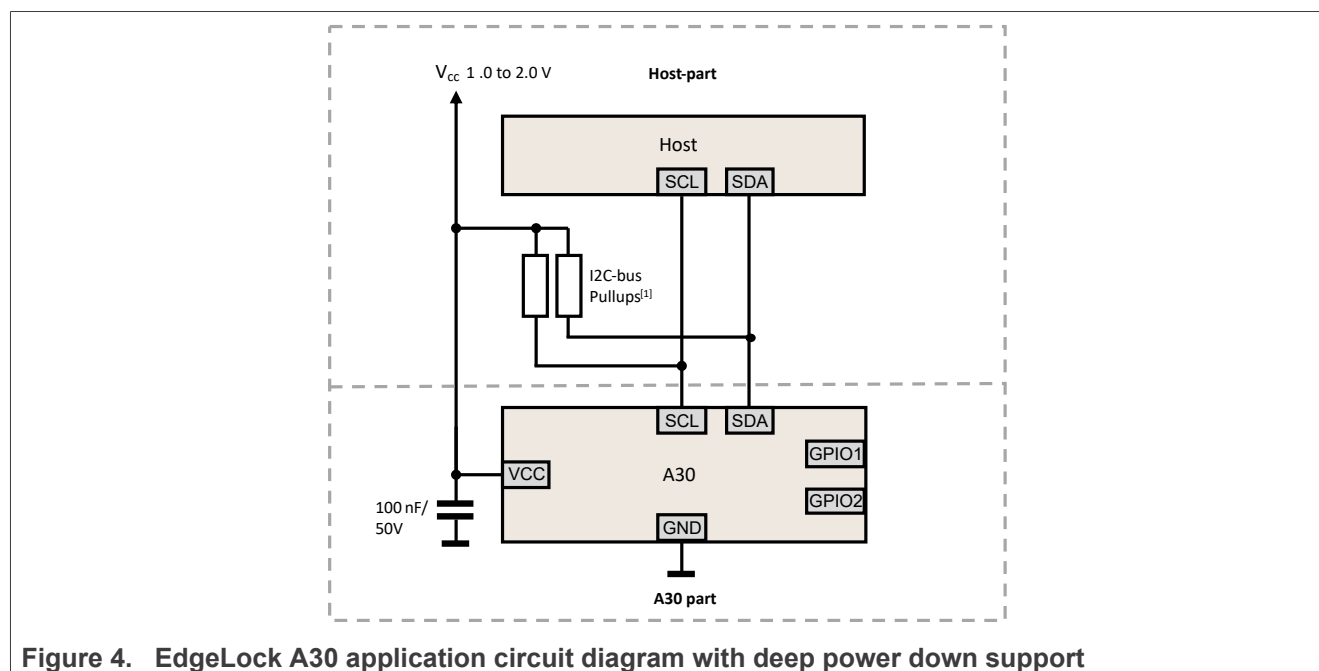 Vcc 1 .0 to 2.0 V
Host-part
Host
SCL
SDA
I2C-bus
Pullups[1]
SCL
SDA
GPIO1
VCC
A30
GPIO2
100 nF/
50V
GND
A30 part
Figure 4. EdgeLock A30 application circuit diagram with deep power down support